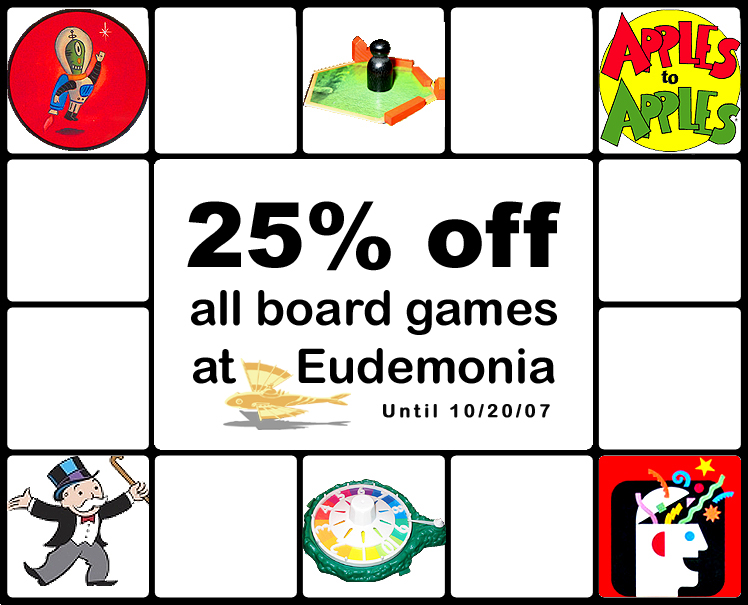 APPLES
to
APPLES
25% off
all board games
at Eudemonia
Until 10/20/07